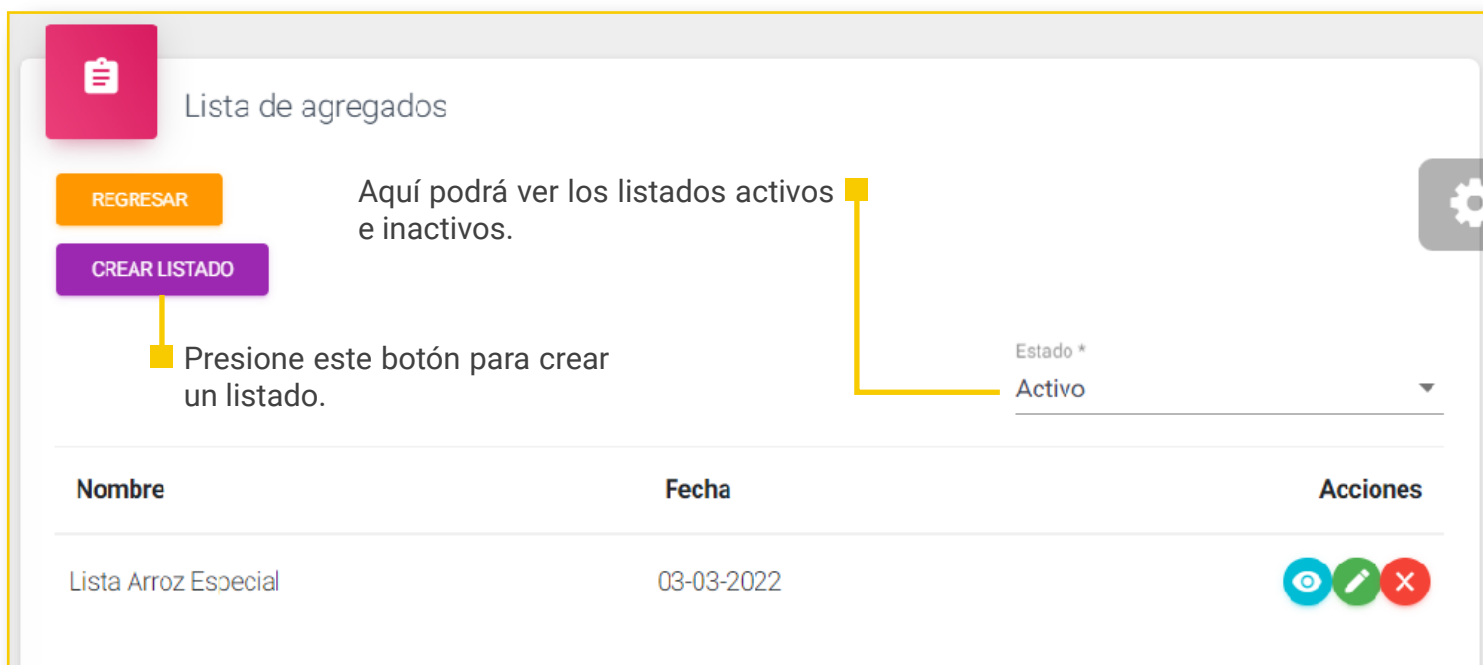 Lista de agregados
REGRESAR
Aquí podrá ver los listados activos
e inactivos.
CREAR LISTADO
Presione este botón para crear
un listado.
Estado *
Activo
Nombre Fecha Acciones
Lista Arroz Especial 03-03-2022